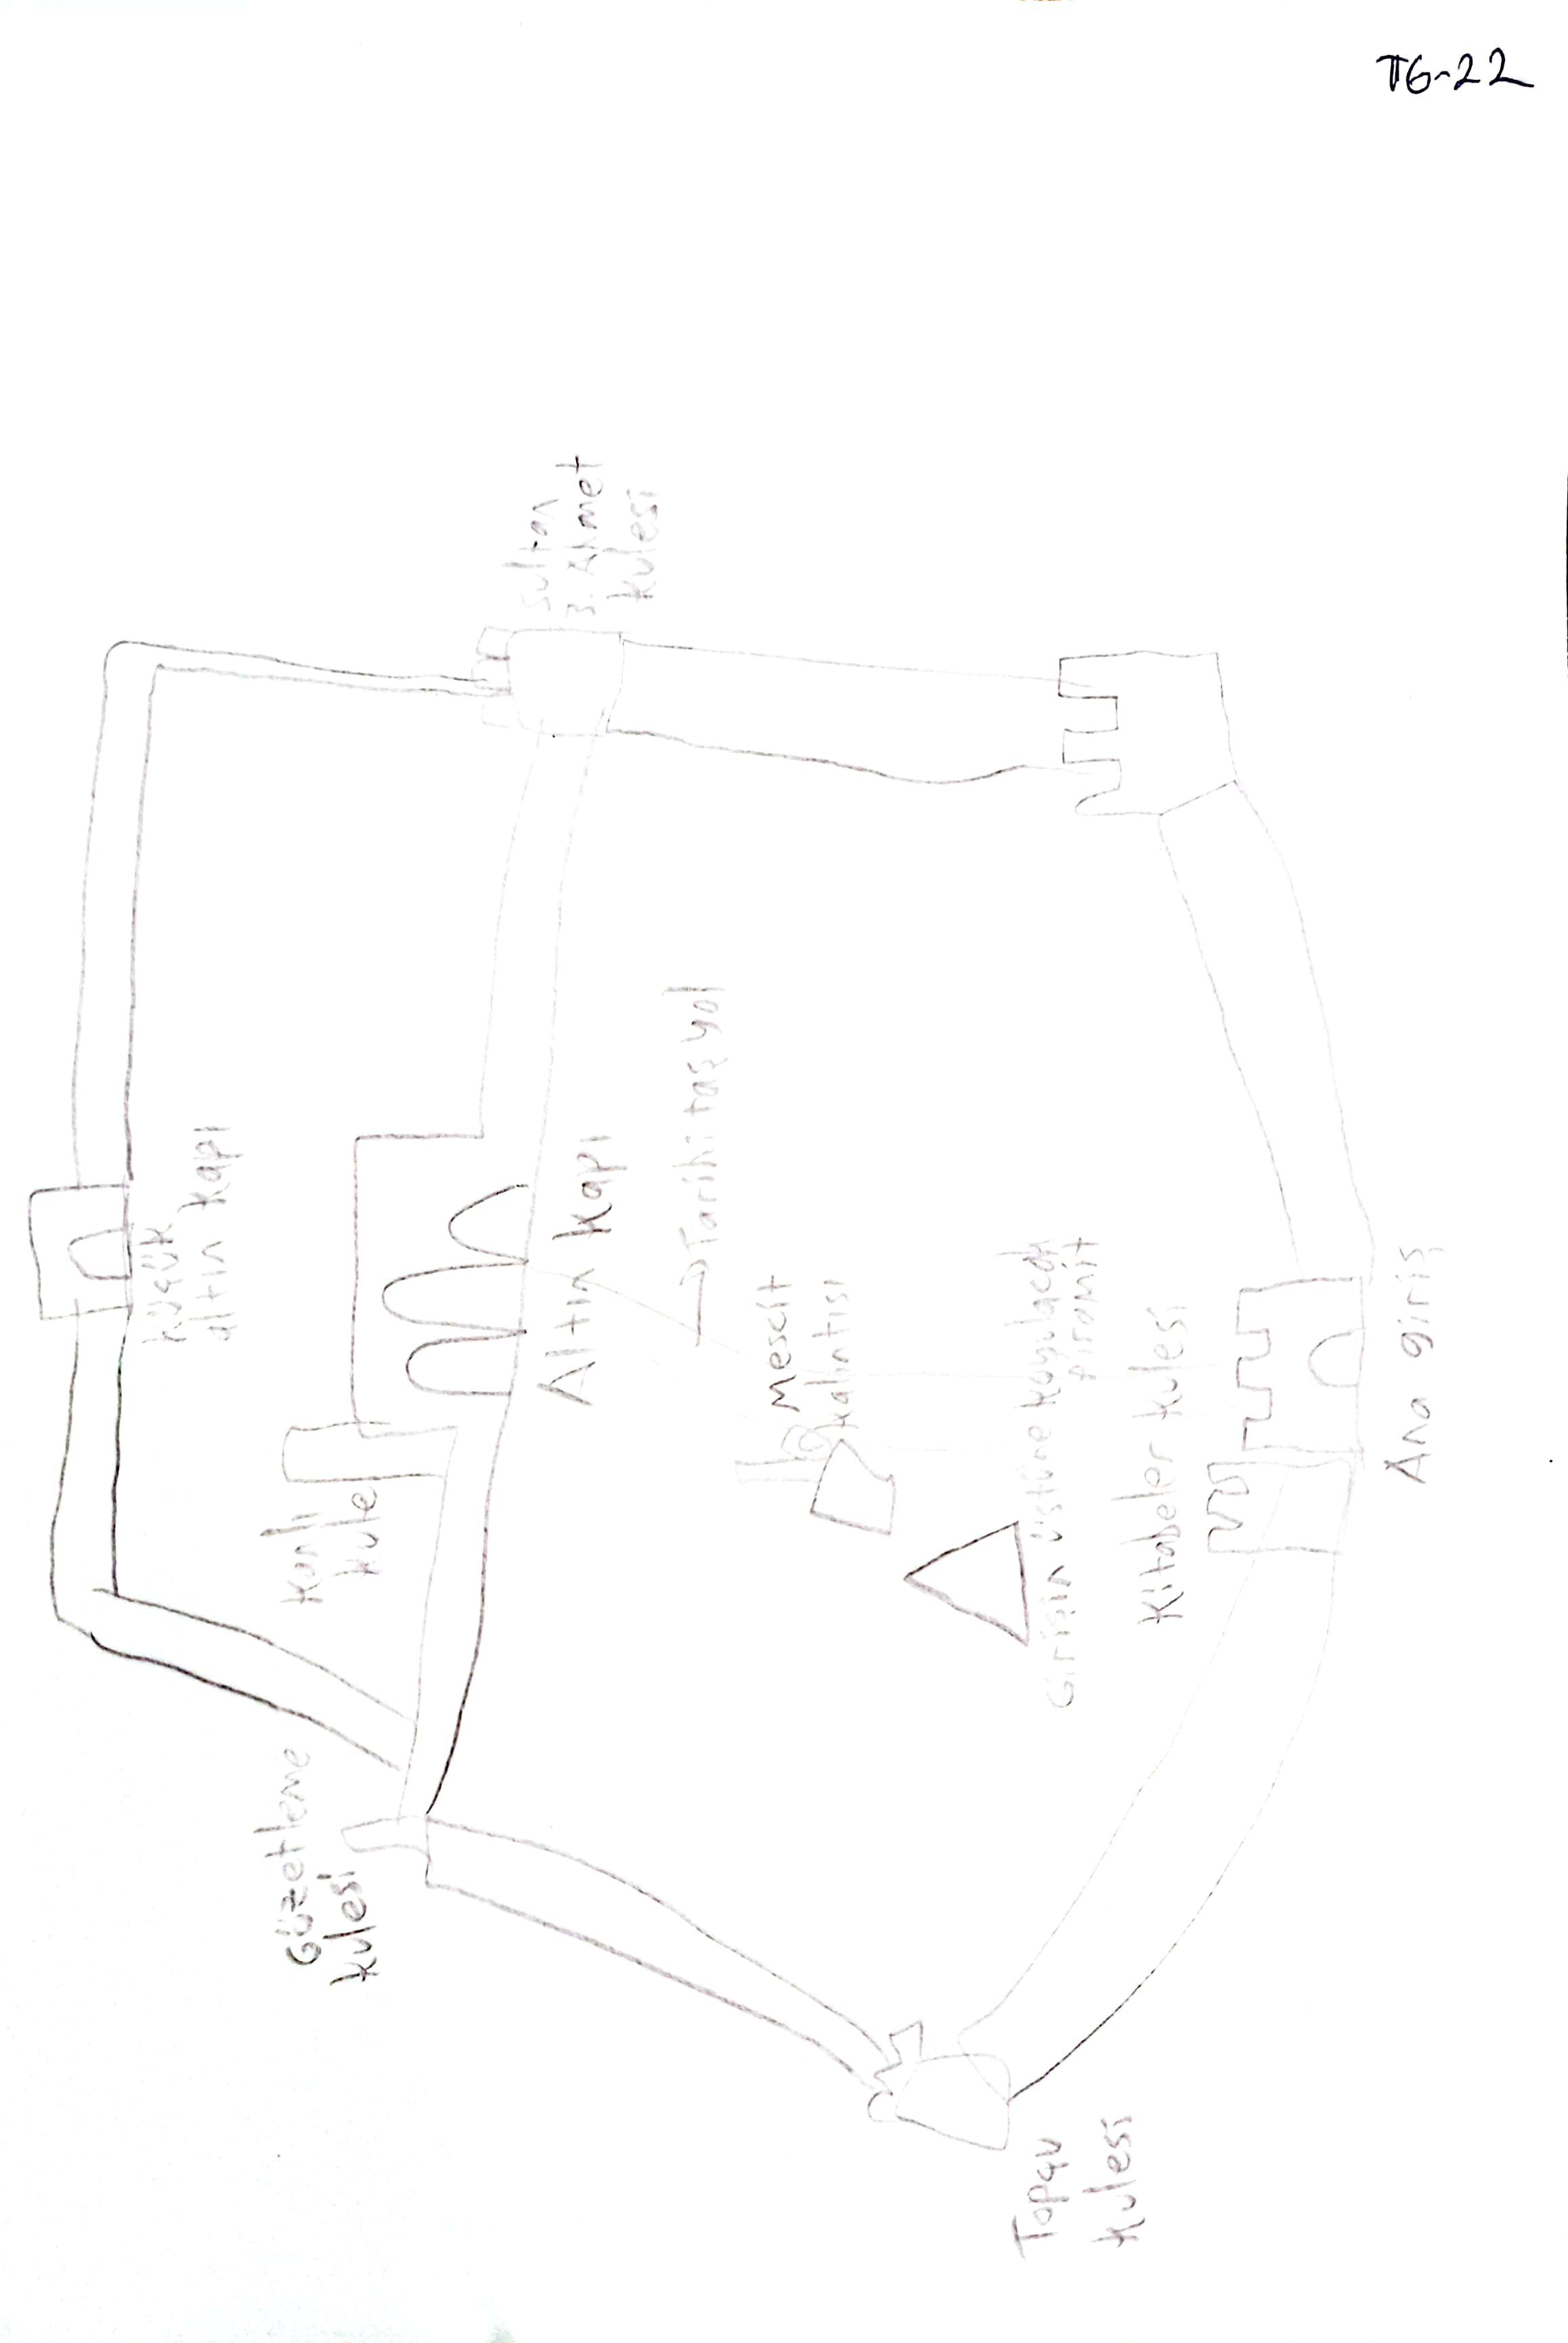 TG-22
Sultan
3. Ahmet
kulesi
Küçük
altın kapı
Altın kapı
Tarihi taş yol
Kanlı
kule
Mescit
kalıntısı
Girişin üstüne koyulacak
piramit
Kitabeler kulesi
Ana giriş
Gözetleme
kulesi
Topçu
kulesi